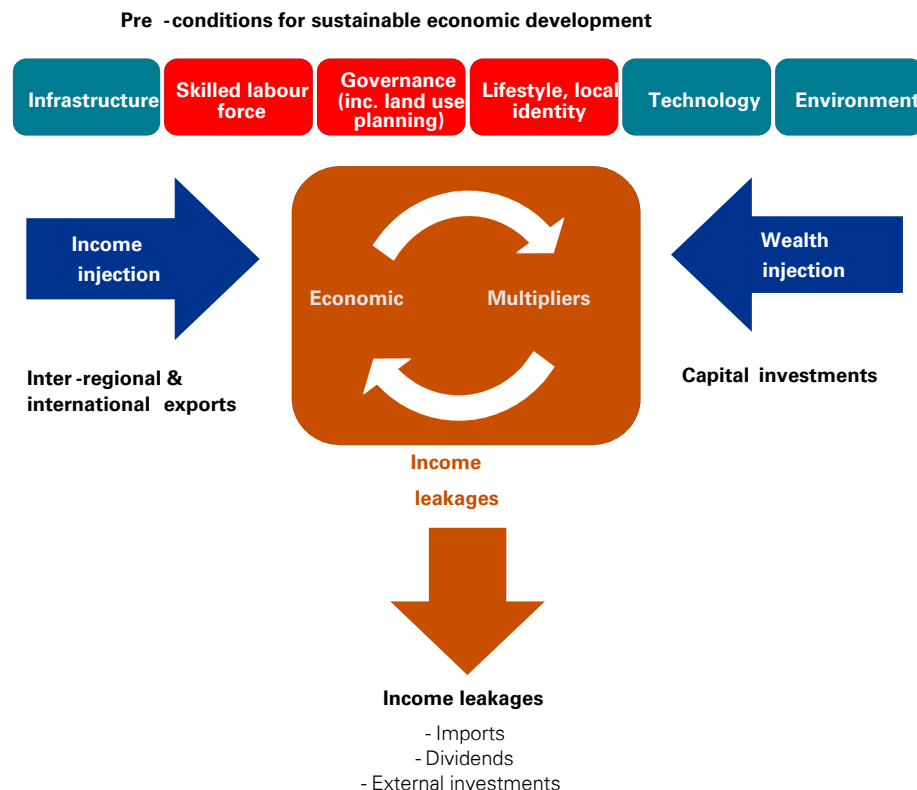 Pre -conditions for sustainable economic development
Infrastructure
Skilled labour
force
Governance
(inc. land use
planning)
Lifestyle, local
identity
Technology
Environment
Income
injection
Economic
Multipliers
Wealth
injection
Inter-regional &
international exports
Capital investments
Income
leakages
Income leakages
- Imports
- Dividends
- External investments